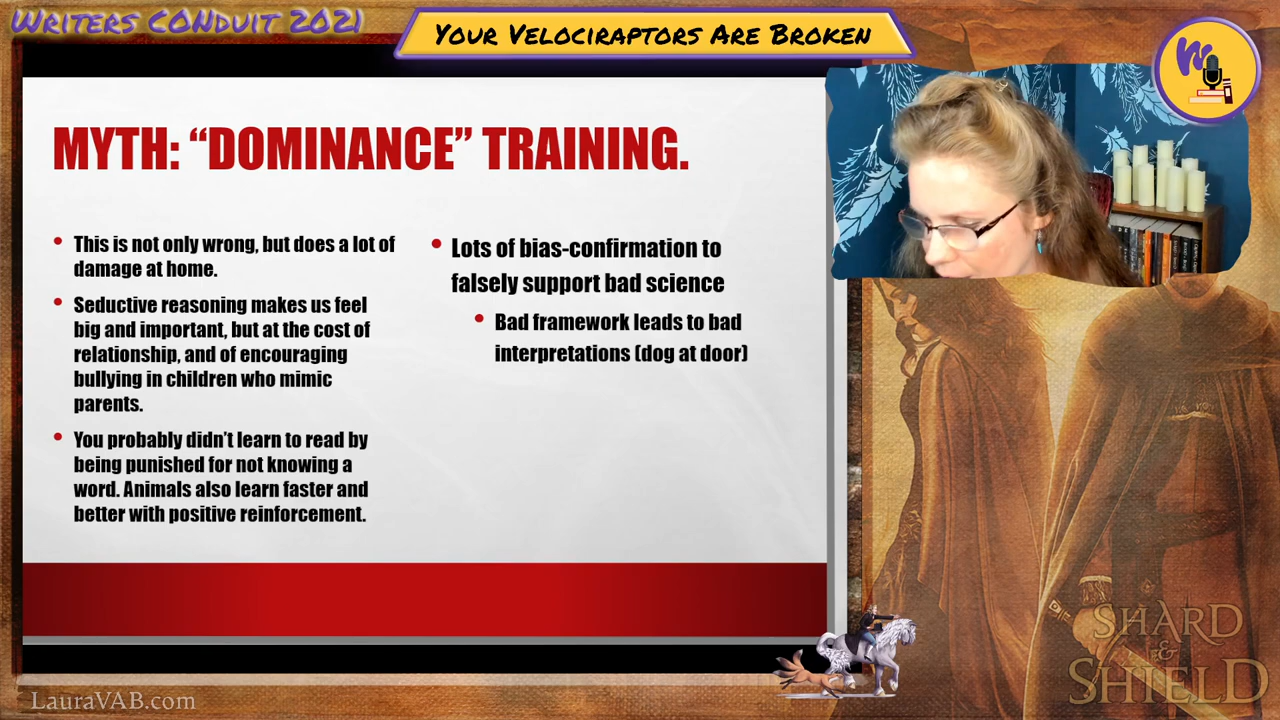 Writers CONduit 2021
Your Velociraptors Are Broken
W
MYTH: “DOMINANCE” TRAINING.
• This is not only wrong, but does a lot of
damage at home.
• Seductive reasoning makes us feel
big and important, but at the cost of
relationship, and of encouraging
bullying in children who mimic
parents.
• You probably didn’t learn to read by
being punished for not knowing a
word. Animals also learn faster and
better with positive reinforcement.
• Lots of bias-confirmation to
falsely support bad science
• Bad framework leads to bad
interpretations (dog at door)
SHARD
&
SHIELD
LauraVAB.com